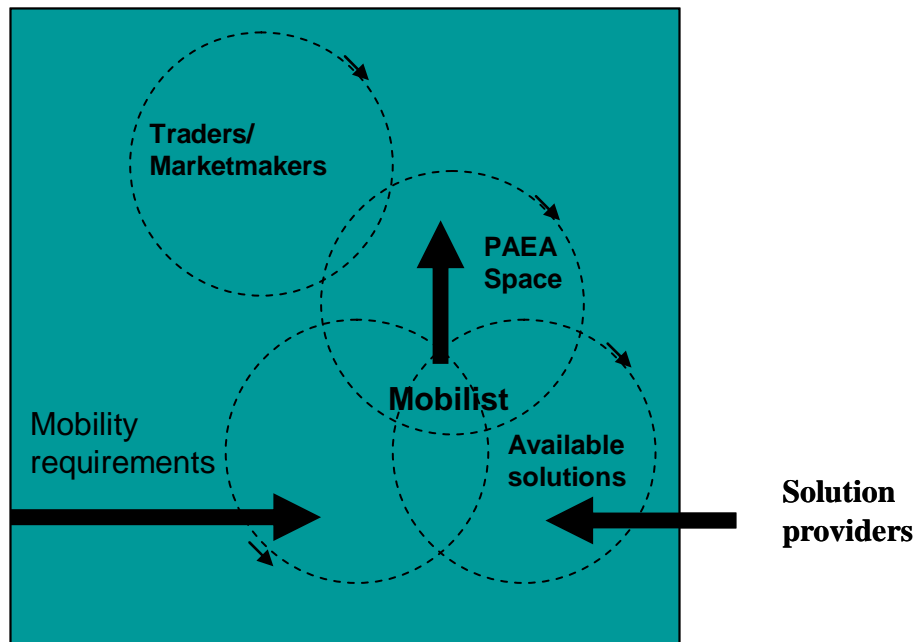 Traders/
Marketmakers
PAEA
Space
Mobilist
Mobility
requirements
Available
solutions
Solution
providers